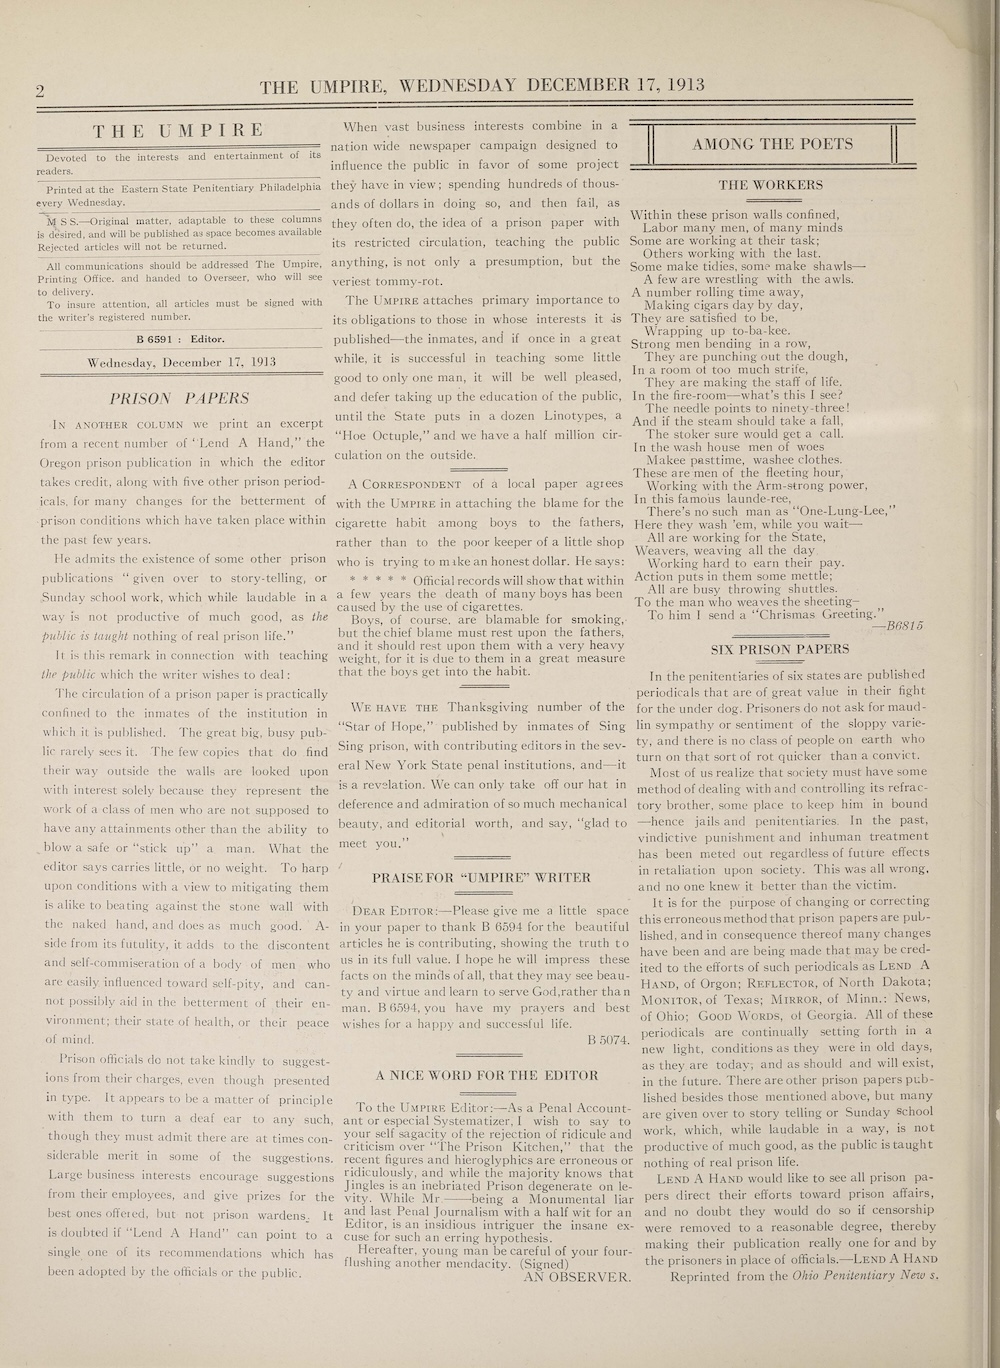 2
THE UMPIRE, WEDNESDAY DECEMBER 17, 1913
THE UMPIRE
Devoted to the interests and entertainment of its
readers.
Printed at the Eastern State Penitentiary Philadelphia
every Wednesday.
M S S.—Original matter, adaptable to these columns
is desired, and will be published as space becomes available
Rejected articles will not be returned.
All communications should be addressed The Umpire,
Printing Office. and handed to Overseer, who will see
to delivery.
To insure attention, all articles must be signed with
the writer's registered number.
B 6591 : Editor.
Wednesday, December 17, 1913
PRISON PAPERS
IN ANOTHER COLUMN we print an excerpt
from a recent number of "Lend A Hand," the
Oregon prison publication in which the editor
takes credit, along with five other prison period-
icals, for many changes for the betterment of
prison conditions which have taken place within
the past few years.
He admits the existence of some other prison
publications " given over to story-telling, or
Sunday school work, which while laudable in a
way is not productive of much good, as the
public is taught nothing of real prison life."
It is this remark in connection with teaching
the public which the writer wishes to deal:
The circulation of a prison paper is practically
confined to the inmates of the institution in
which it is published. The great big, busy pub-
lic rarely sees it. The few copies that do find
their way outside the walls are looked upon
with interest solely because they represent the
work of a class of men who are not supposed to
have any attainments other than the ability to
blow a safe or "stick up" a man. What the
editor says carries little, or no weight. To harp
upon conditions with a view to mitigating them
is alike to beating against the stone wall with
the naked hand, and does as much good. A-
side from its futulity, it adds to the discontent
and self-commiseration of a body of men who
are easily influenced toward self-pity, and can-
not possibly aid in the betterment of their en-
vironment; their state of health, or their peace
of mind.
Prison officials do not take kindly to suggest-
ions from their charges, even though presented
in type. It appears to be a matter of principle
with them to turn a deaf ear to any such,
though they must admit there are at times con-
siderable merit in some of the suggestions.
Large business interests encourage suggestions
from their employees, and give prizes for the
best ones offered, but not prison wardens. It
is doubted if "Lend A Hand" can point to a
single one of its recommendations which has
been adopted by the officials or the public.
When vast business interests combine in a
nation wide newspaper campaign designed to
influence the public in favor of some project
they have in view; spending hundreds of thous-
ands of dollars in doing so, and then fail, as
they often do, the idea of a prison paper with
its restricted circulation, teaching the public
anything, is not only a presumption, but the
veriest tommy-rot.
The UMPIRE attaches primary importance to
its obligations to those in whose interests it is
published—the inmates, and if once in a great
while, it is successful in teaching some little
good to only one man, it will be well pleased,
and defer taking up the education of the public,
until the State puts in a dozen Linotypes, a
"Hoe Octuple," and we have a half million cir-
culation on the outside.
A CORRESPONDENT of a local paper agrees
with the UMPIRE in attaching the blame for the
cigarette habit among boys to the fathers,
rather than to the poor keeper of a little shop
who is trying to make an honest dollar. He says:
* * * * * Official records will show that within
a few years the death of many boys has been
caused by the use of cigarettes.
Boys, of course, are blamable for smoking,
but the chief blame must rest upon the fathers,
and it should rest upon them with a very heavy
weight, for it is due to them in a great measure
that the boys get into the habit.
WE HAVE THE Thanksgiving number of the
"Star of Hope," published by inmates of Sing
Sing prison, with contributing editors in the sev-
eral New York State penal institutions, and—it
is a revelation. We can only take off our hat in
deference and admiration of so much mechanical
beauty, and editorial worth, and say, "glad to
meet you."
PRAISE FOR "UMPIRE" WRITER
DEAR EDITOR:—Please give me a little space
in your paper to thank B 6594 for the beautiful
articles he is contributing, showing the truth to
us in its full value. I hope he will impress these
facts on the minds of all, that they may see beau-
ty and virtue and learn to serve God,rather than
man. B 6594, you have my prayers and best
wishes for a happy and successful life.
B 5074.
A NICE WORD FOR THE EDITOR
To the UMPIRE Editor:—As a Penal Account-
ant or especial Systematizer, I wish to say to
your self sagacity of the rejection of ridicule and
criticism over "The Prison Kitchen," that the
recent figures and hieroglyphics are erroneous or
ridiculously, and while the majority knows that
Jingles is an inebriated Prison degenerate on le-
vity. While Mr.——being a Monumental liar
and last Penal Journalism with a half wit for an
Editor, is an insidious intriguer the insane ex-
cuse for such an erring hypothesis.
Hereafter, young man be careful of your four-
flushing another mendacity. (Signed)
AN OBSERVER.
AMONG THE POETS
THE WORKERS
Within these prison walls confined,
Labor many men, of many minds
Some are working at their task;
Others working with the last.
Some make tidies, some make shawls—
A few are wrestling with the awls.
A number rolling time away,
Making cigars day by day,
They are satisfied to be,
Wrapping up to-ba-kee.
Strong men bending in a row,
They are punching out the dough,
In a room of too much strife,
They are making the staff of life.
In the fire-room—what's this I see?
The needle points to ninety-three!
And if the steam should take a fall,
The stoker sure would get a call.
In the wash house men of woes
Makee pasttime, washee clothes.
These are men of the fleeting hour,
Working with the Arm-strong power,
In this famous launde-ree,
There's no such man as "One-Lung-Lee,"
Here they wash 'em, while you wait—
All are working for the State,
Weavers, weaving all the day
Working hard to earn their pay.
Action puts in them some mettle;
All are busy throwing shuttles.
To the man who weaves the sheeting—
To him I send a "Chrismas Greeting."
—B6815
SIX PRISON PAPERS
In the penitentiaries of six states are published
periodicals that are of great value in their fight
for the under dog. Prisoners do not ask for maud-
lin sympathy or sentiment of the sloppy varie-
ty, and there is no class of people on earth who
turn on that sort of rot quicker than a convict.
Most of us realize that society must have some
method of dealing with and controlling its refrac-
tory brother, some place to keep him in bound
—hence jails and penitentiaries. In the past,
vindictive punishment and inhuman treatment
has been meted out regardless of future effects
in retaliation upon society. This was all wrong,
and no one knew it better than the victim.
It is for the purpose of changing or correcting
this erroneous method that prison papers are pub-
lished, and in consequence thereof many changes
have been and are being made that may be cred-
ited to the efforts of such periodicals as LEND A
HAND, of Orgon; REFLECTOR, of North Dakota;
MONITOR, of Texas; MIRROR, of Minn.: News,
of Ohio; GOOD WORDS, of Georgia. All of these
periodicals are continually setting forth in a
new light, conditions as they were in old days,
as they are today; and as should and will exist,
in the future. There are other prison papers pub-
lished besides those mentioned above, but many
are given over to story telling or Sunday School
work, which, while laudable in a way, is not
productive of much good, as the public is taught
nothing of real prison life.
LEND A HAND would like to see all prison pa-
pers direct their efforts toward prison affairs,
and no doubt they would do so if censorship
were removed to a reasonable degree, thereby
making their publication really one for and by
the prisoners in place of officials.—LEND A HAND
Reprinted from the Ohio Penitentiary New s.